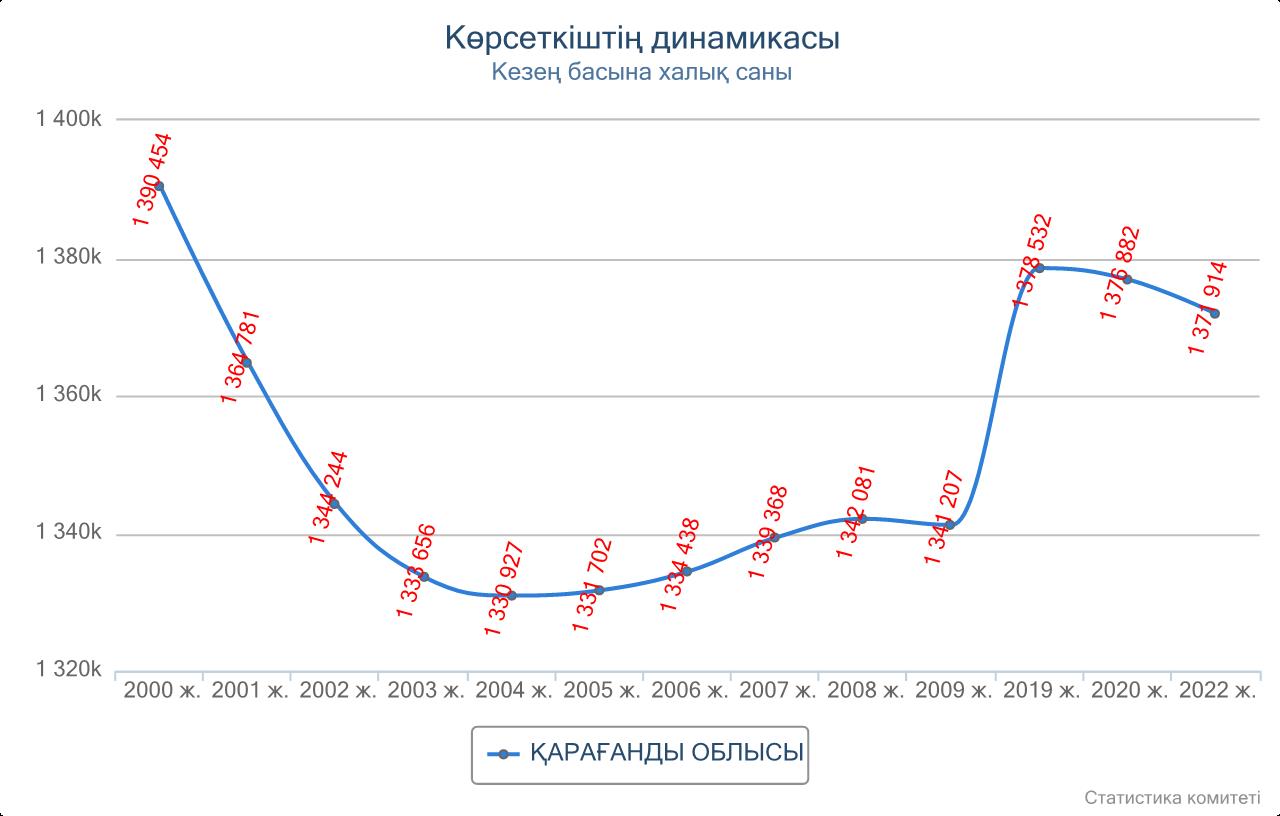 Көрсеткіштің динамикасы
Кезең басына халық саны
1 400k
1 380k
1 360k
1 340k
1 320k
1 390 454
1 364 781
1 344 244
1 333 656
1 330 927
1 331 702
1 334 438
1 339 368
1 342 081
1 341 207
1 378 532
1 376 882
1 371 914
2000 ж. 2001 ж. 2002 ж. 2003 ж. 2004 ж. 2005 ж. 2006 ж. 2007 ж. 2008 ж. 2009 ж. 2019 ж. 2020 ж. 2022 ж.
ҚАРАҒАНДЫ ОБЛЫСЫ
Статистика комитеті